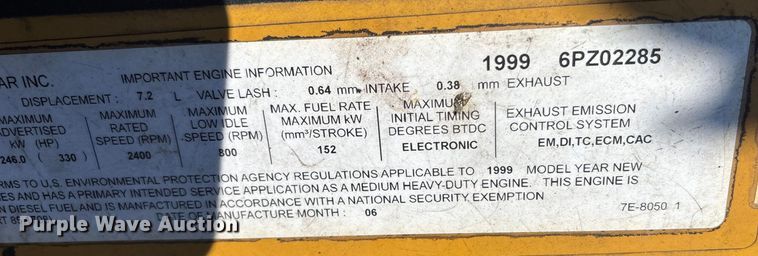 AR INC. IMPORTANT ENGINE INFORMATION 1999 6PZ02285
DISPLACEMENT : 7.2 L VALVE LASH : 0.64 mm INTAKE 0.38 mm EXHAUST
MAXIMUM
ADVERTISED
kW (HP)
246.0 ( 330 )
MAXIMUM
RATED
SPEED (RPM)
2400
MAXIMUM
LOW IDLE
SPEED (RPM)
800
MAX. FUEL RATE
MAXIMUM kW
(mm³/STROKE)
152
MAXIMUM
INITIAL TIMING
DEGREES BTDC
ELECTRONIC
EXHAUST EMISSION
CONTROL SYSTEM
EM,DI,TC,ECM,CAC
RMS TO U.S. ENVIRONMENTAL PROTECTION AGENCY REGULATIONS APPLICABLE TO 1999 MODEL YEAR NEW
ES AND HAS A PRIMARY INTENDED SERVICE APPLICATION AS A MEDIUM HEAVY-DUTY ENGINE. THIS ENGINE IS
N DIESEL FUEL AND IS MANUFACTURED IN ACCORDANCE WITH A NATIONAL SECURITY EXEMPTION
DATE OF MANUFACTURE MONTH : 06 7E-8050 1
Purple Wave Auction